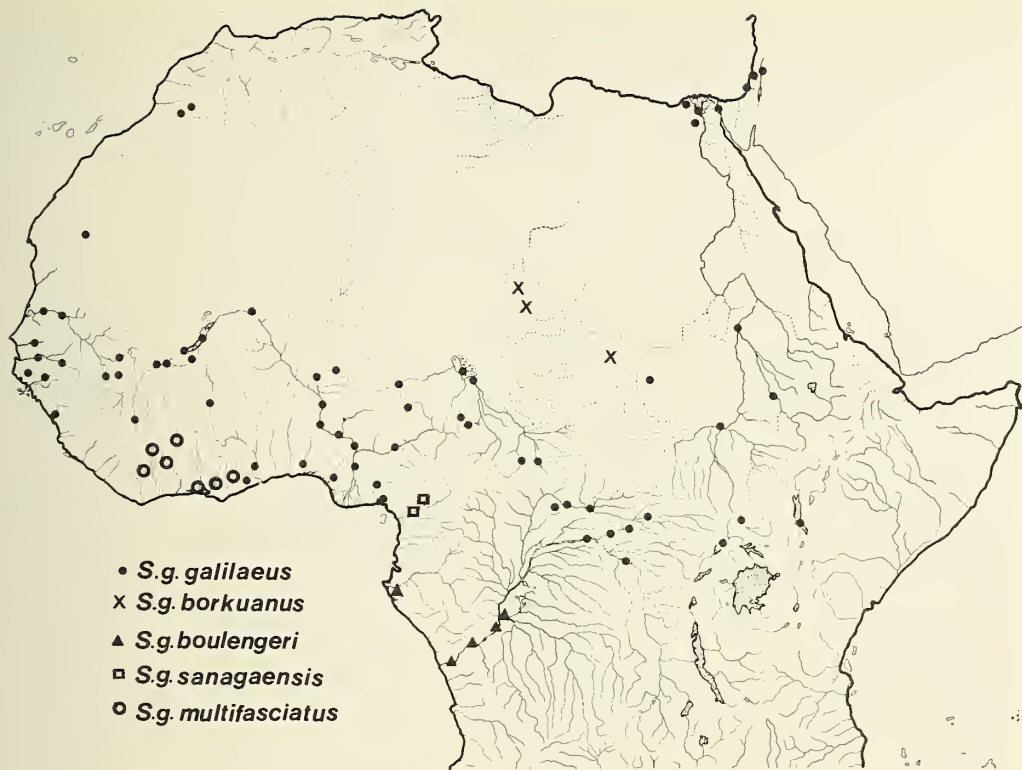 S.g. galilaeus
S.g. borkuanus
S.g. boulengeri
S.g. sanagaensis
S.g. multifasciatus